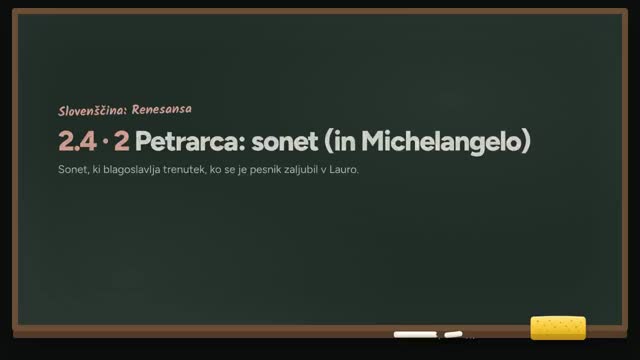 Slovenščina: Renesansa
2.4 · 2 Petrarca: sonet (in Michelangelo)
Sonet, ki blagoslavlja trenutek, ko se je pesnik zaljubil v Lauro.